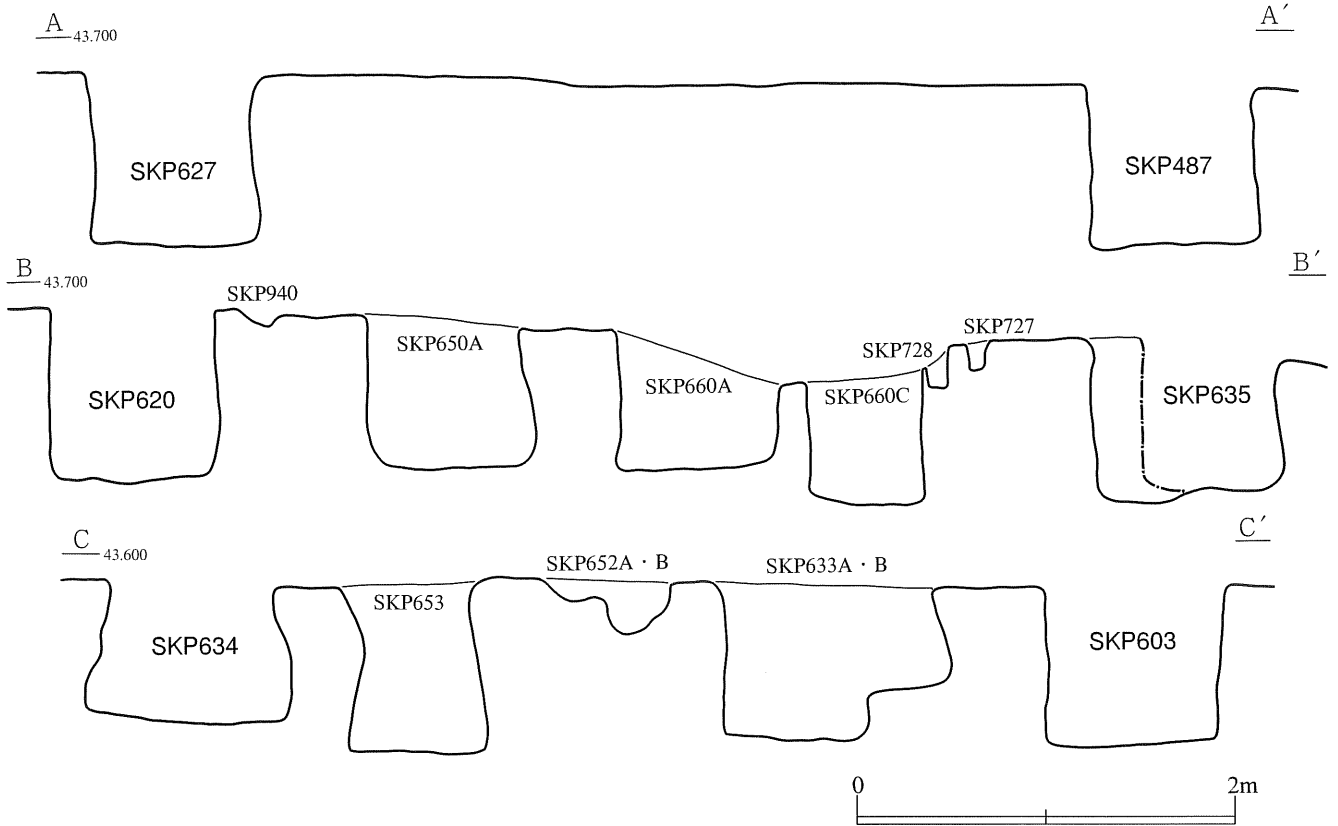 A A′
43.700
SKP627 SKP487
B B′
43.700
SKP940
SKP727
SKP728
SKP650A
SKP660A
SKP660C
SKP620
SKP635
C C′
43.600
SKP652A・B SKP633A・B
SKP653
SKP634
SKP603
0 2m